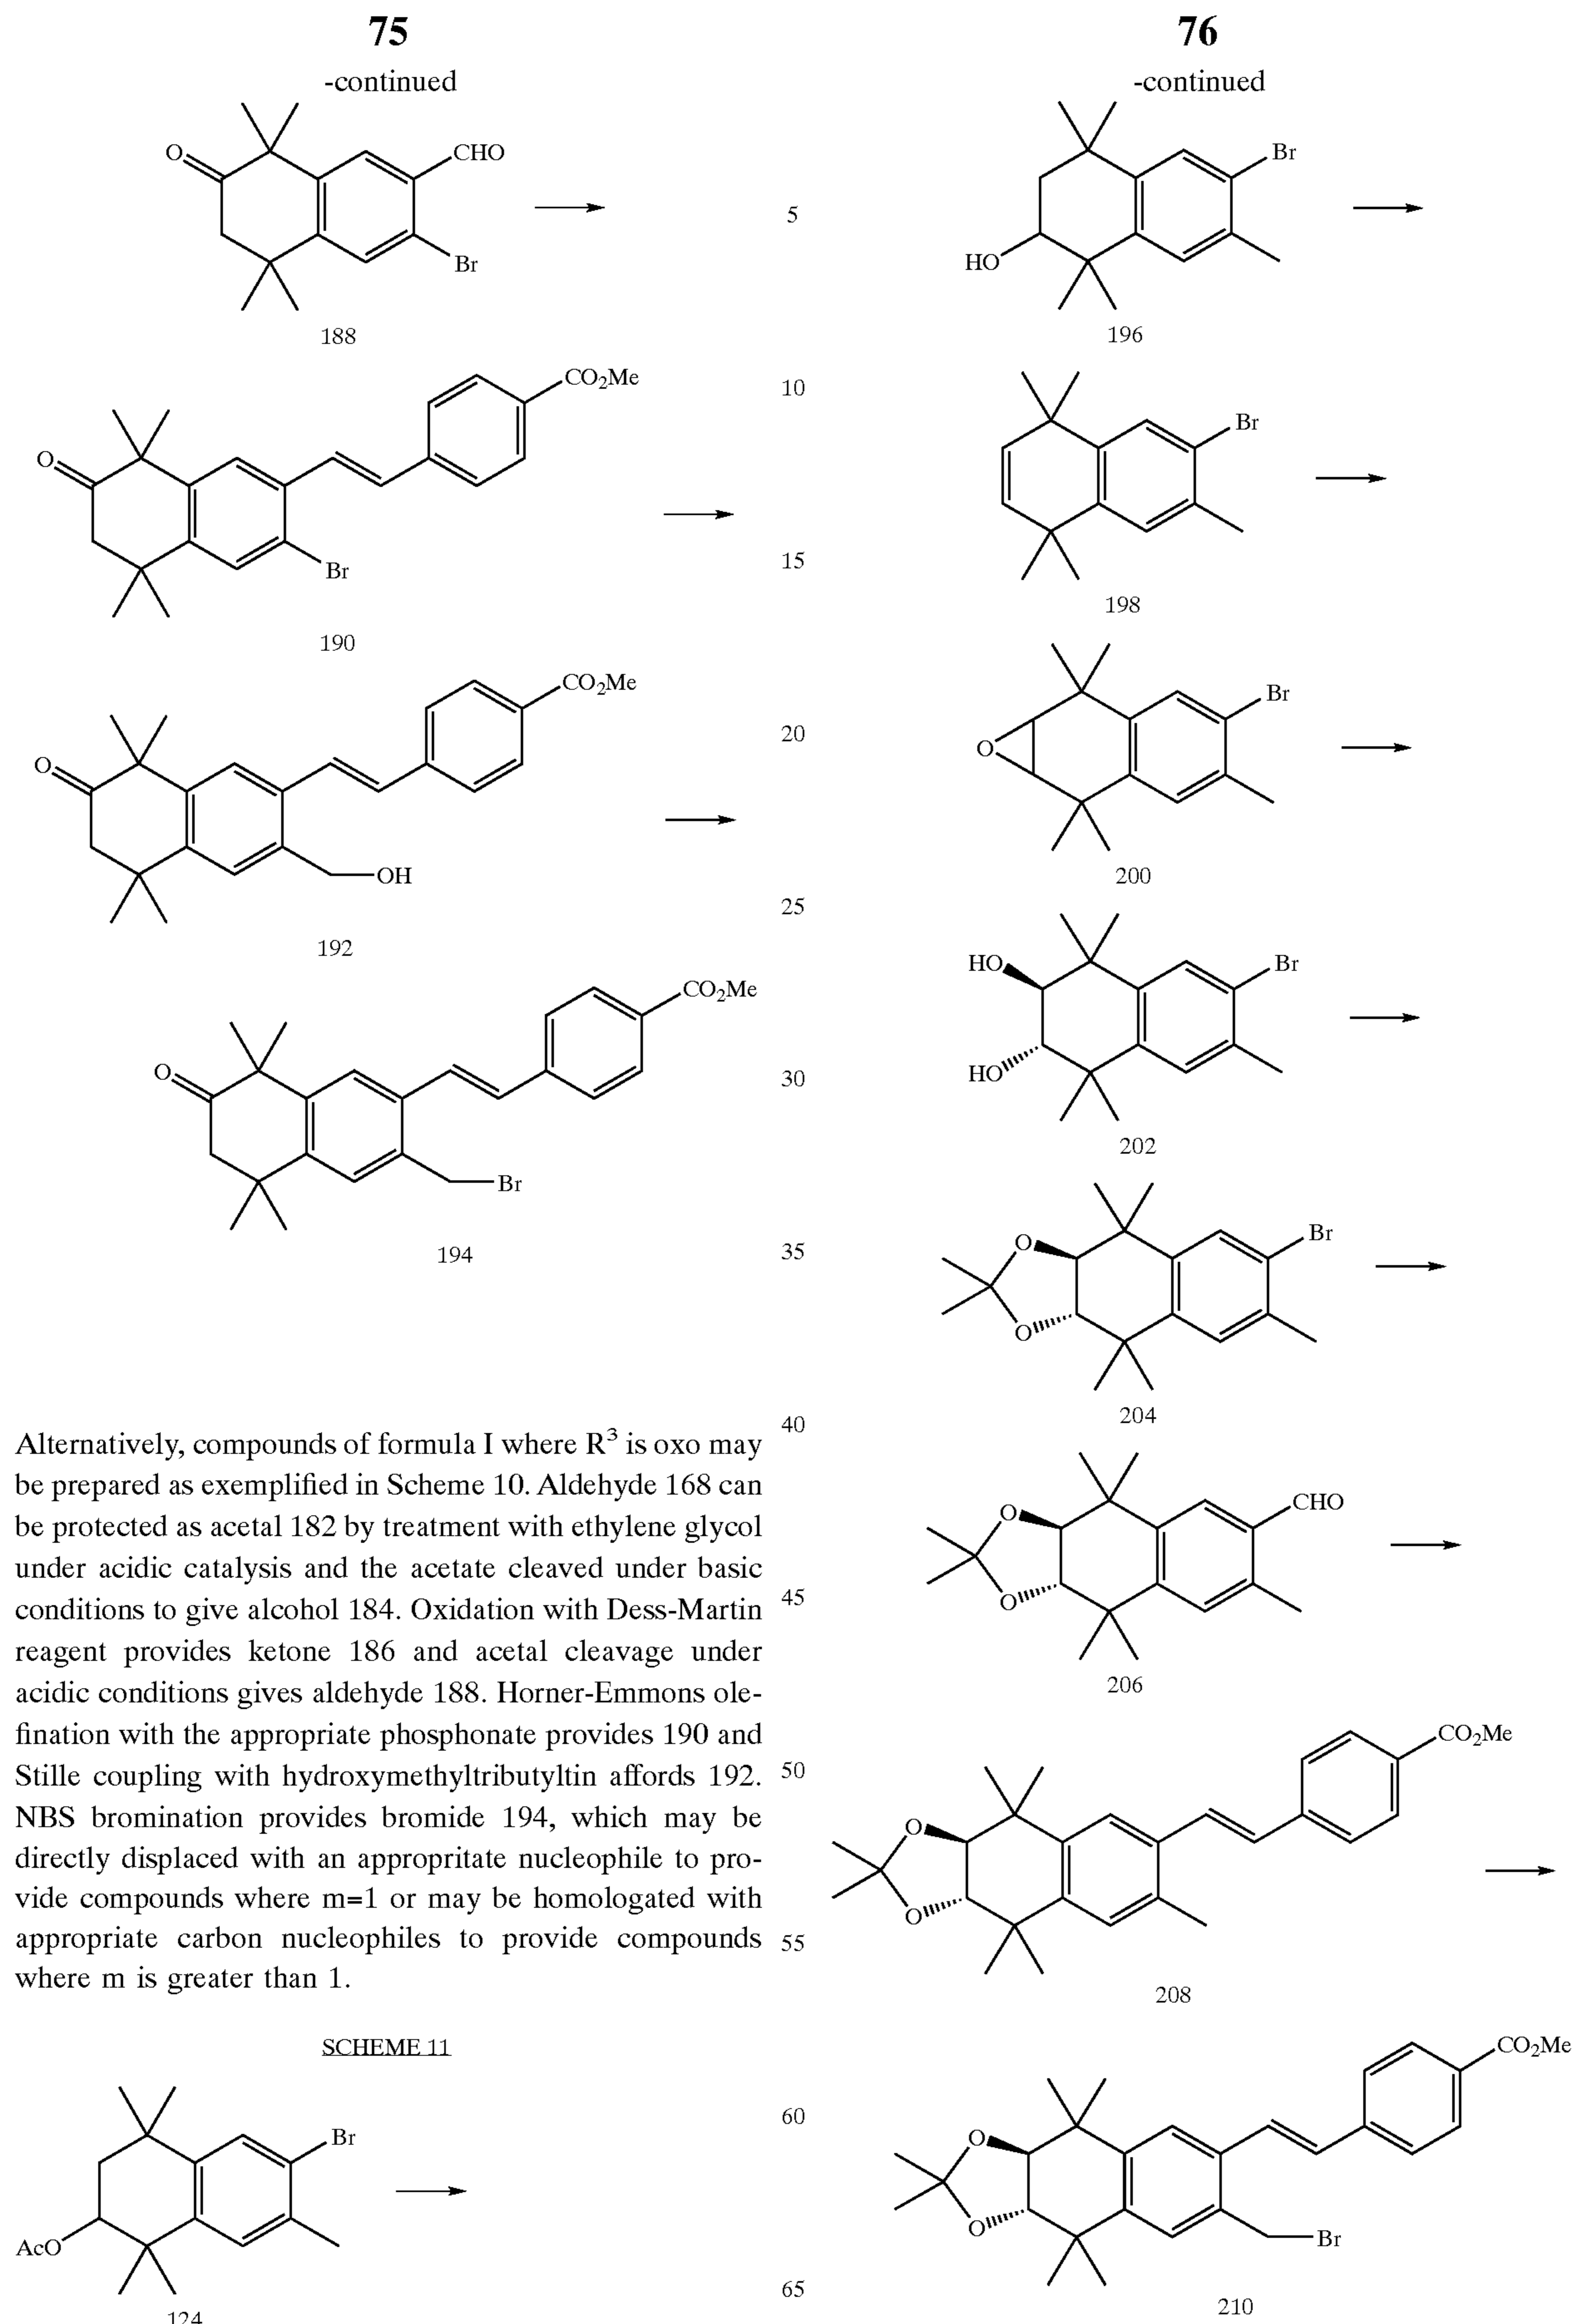 75
-continued
O
CHO
Br
188
O
CO₂Me
Br
190
O
CO₂Me
OH
192
O
CO₂Me
Br
194
Alternatively, compounds of formula I where R³ is oxo may
be prepared as exemplified in Scheme 10. Aldehyde 168 can
be protected as acetal 182 by treatment with ethylene glycol
under acidic catalysis and the acetate cleaved under basic
conditions to give alcohol 184. Oxidation with Dess-Martin
reagent provides ketone 186 and acetal cleavage under
acidic conditions gives aldehyde 188. Horner-Emmons ole-
fination with the appropriate phosphonate provides 190 and
Stille coupling with hydroxymethyltributyltin affords 192.
NBS bromination provides bromide 194, which may be
directly displaced with an appropritate nucleophile to pro-
vide compounds where m=1 or may be homologated with
appropriate carbon nucleophiles to provide compounds
where m is greater than 1.
SCHEME 11
Br
AcO
124
5
10
15
20
25
30
35
40
45
50
55
60
65
76
-continued
Br
HO
196
Br
198
Br
O
200
HO
Br
HO
202
O
Br
O
204
O
CHO
O
206
CO₂Me
O
O
208
CO₂Me
O
O
Br
210